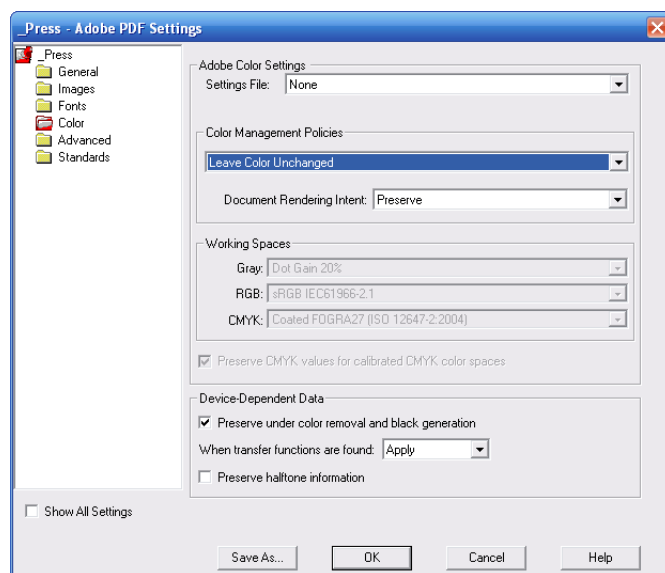 _Press - Adobe PDF Settings
_Press
General
Images
Fonts
Color
Advanced
Standards
Show All Settings
Adobe Color Settings
Settings File: None
Color Management Policies
Leave Color Unchanged
Document Rendering Intent: Preserve
Working Spaces
Gray: Dot Gain 20%
RGB: sRGB IEC61966-2.1
CMYK: Coated FOGRA27 (ISO 12647-2:2004)
Preserve CMYK values for calibrated CMYK color spaces
Device-Dependent Data
Preserve under color removal and black generation
When transfer functions are found: Apply
Preserve halftone information
Save As... OK Cancel Help